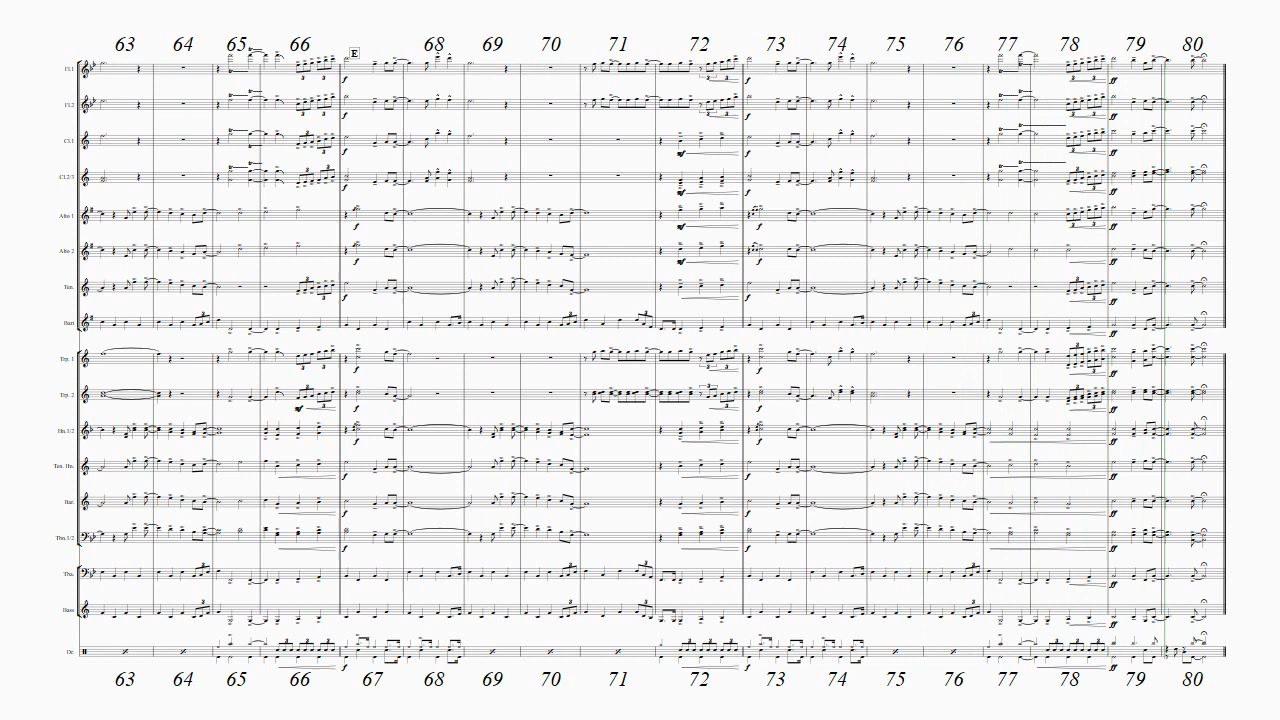 63 64 65 66 68 69 70 71 72 73 74 75 76 77 78 79 80
E
Fl.1
Fl.2
Cl.1
Cl.2/3
Alto 1
Alto 2
Ten.
Bari
Trp. 1
Trp. 2
Hn.1/2
Ten. Hn.
Bar.
Tbn.1/2
Tba.
Bass
Dr.
63 64 65 66 67 68 69 70 71 72 73 74 75 76 77 78 79 80